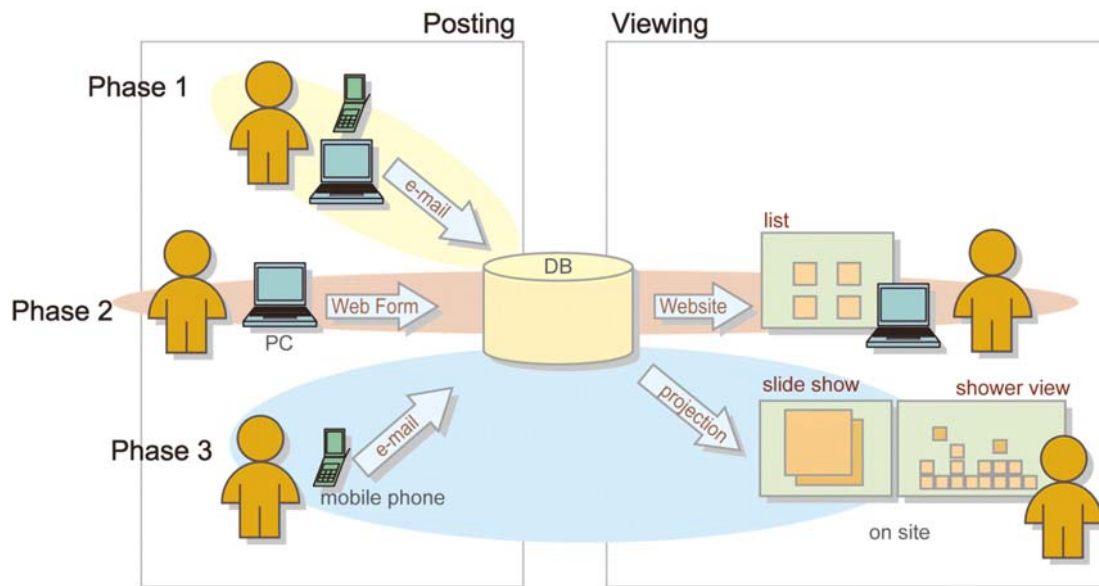 Posting
Viewing
Phase 1
e-mail
list
DB
Phase 2
Web Form
Website
PC
slide show
shower view
projection
Phase 3
e-mail
mobile phone
on site